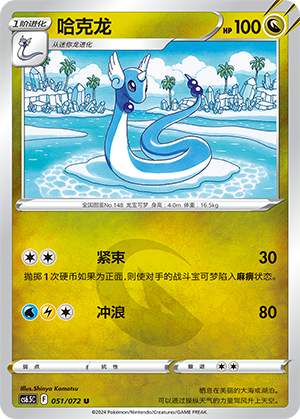 1阶进化
哈克龙
HP 100
从迷你龙进化
全国图鉴No.148 龙宝可梦 身高：4.0m 体重：16.5kg
紧束 30
抛掷1次硬币如果为正面，则使对手的战斗宝可梦陷入麻痹状态。
冲浪 80
弱点 抗性 撤退
Illus.Shinya Komatsu
CS6.5C F 051/072 U
栖息在美丽的大海或湖泊。
可以通过操纵天气的力量驾风升上天空。
©2024 Pokémon/Nintendo/Creatures/GAME FREAK.